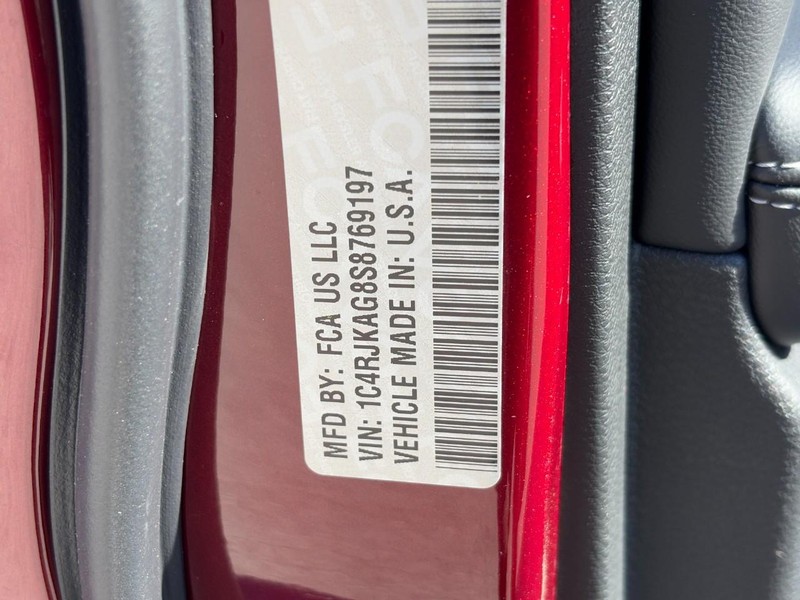 MFD BY: FCA US LLC
VIN: 1C4RJKAG8S8769197
VEHICLE MADE IN: U.S.A.